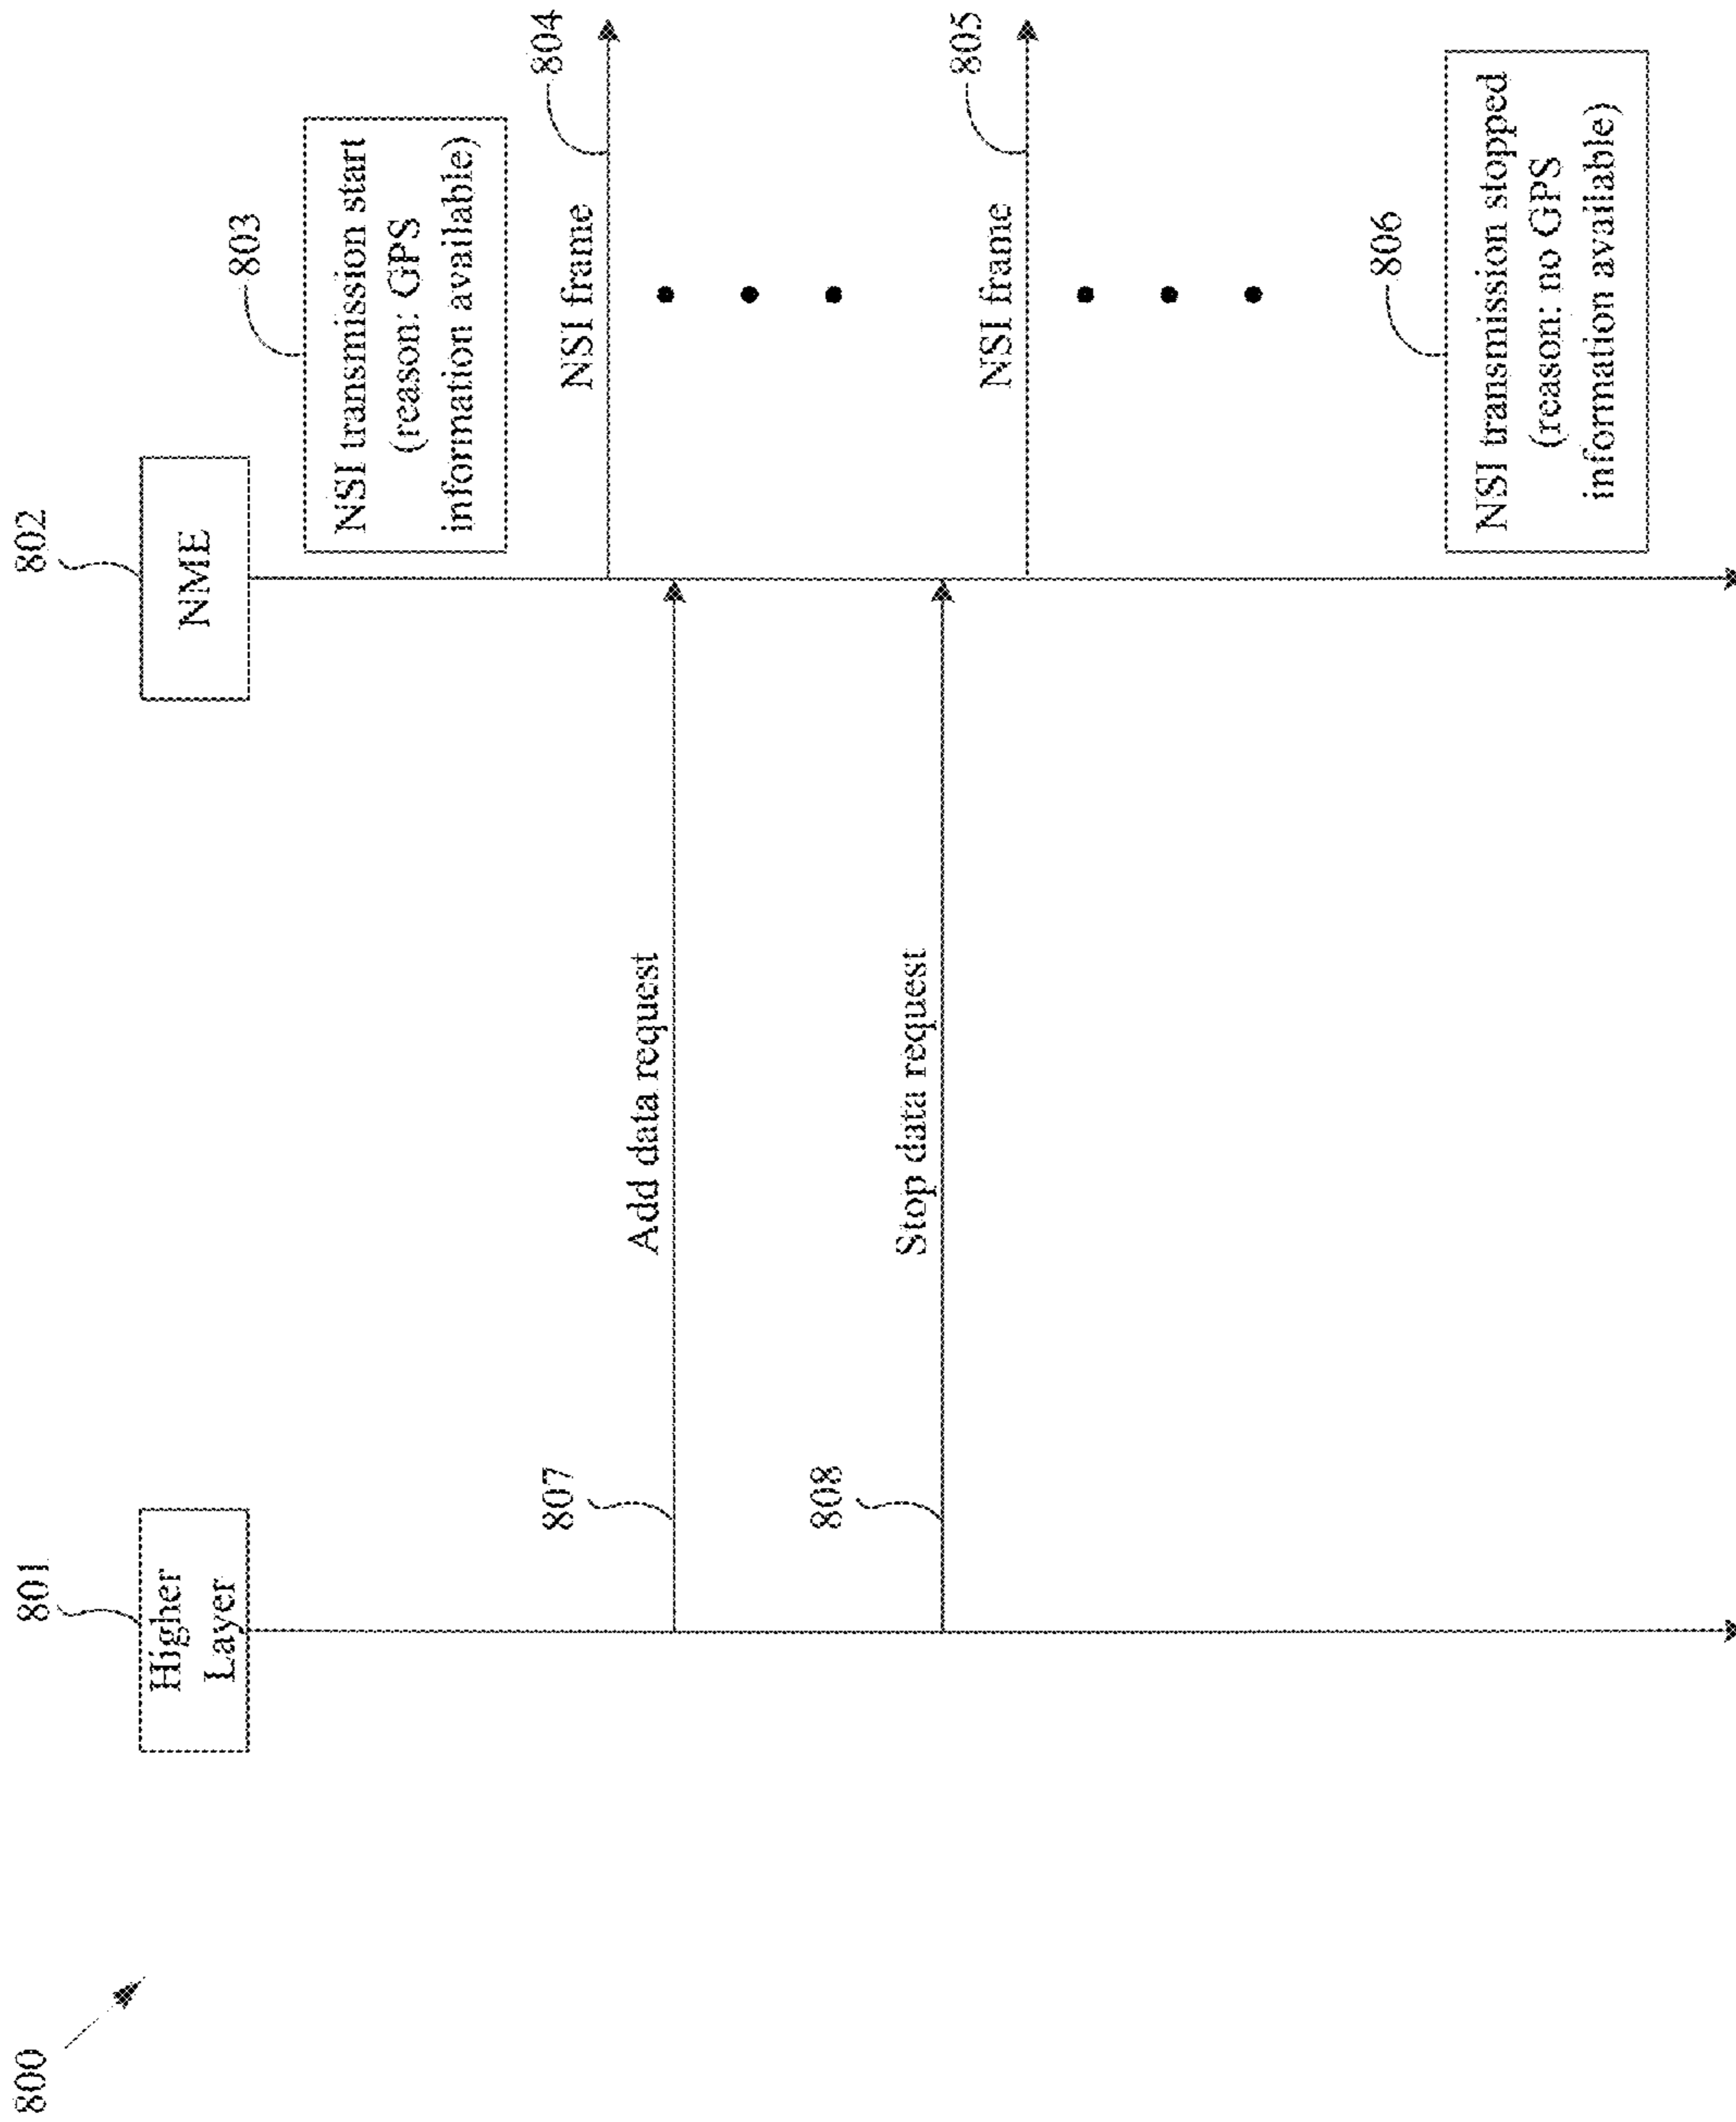 800
801
Higher
Layer
802
NME
803
NSI transmission start
(reason: GPS
information available)
NSI frame
804
807
Add data request
808
Stop data request
NSI frame
805
806
NSI transmission stopped
(reason: no GPS
information available)